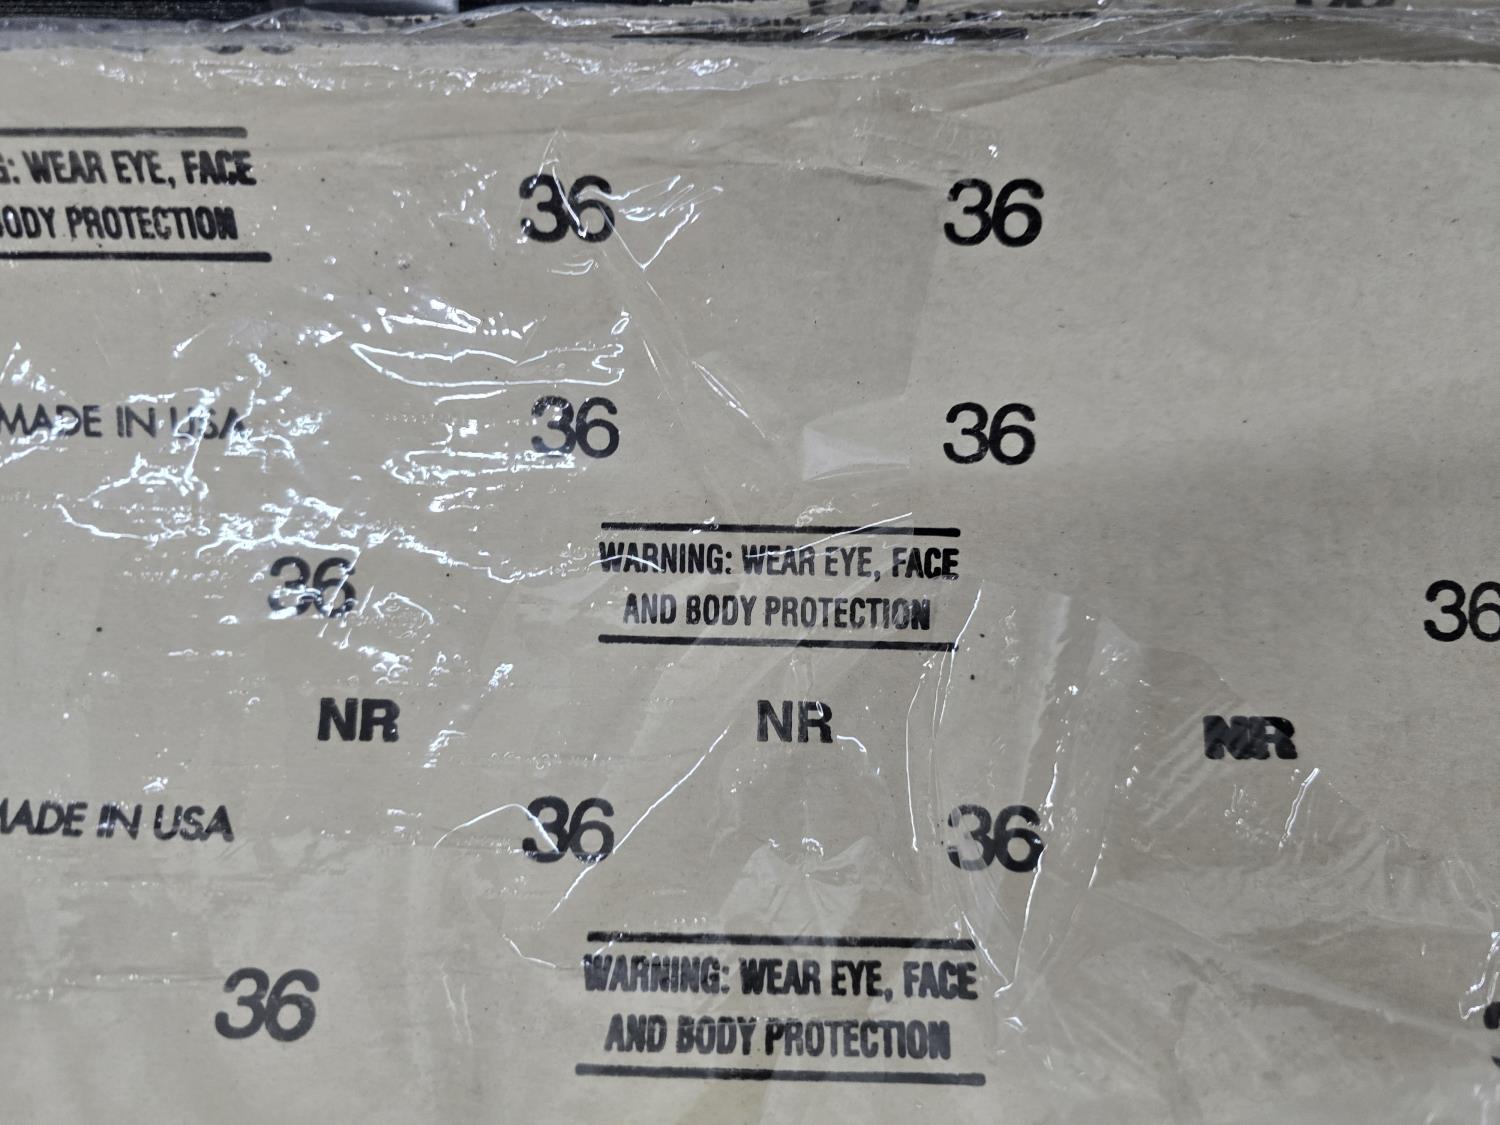 : WEAR EYE, FACE
BODY PROTECTION
36
36
MADE IN USA
36
36
WARNING: WEAR EYE, FACE
AND BODY PROTECTION
36
36
NR
NR
NR
MADE IN USA
36
36
WARNING: WEAR EYE, FACE
AND BODY PROTECTION
36